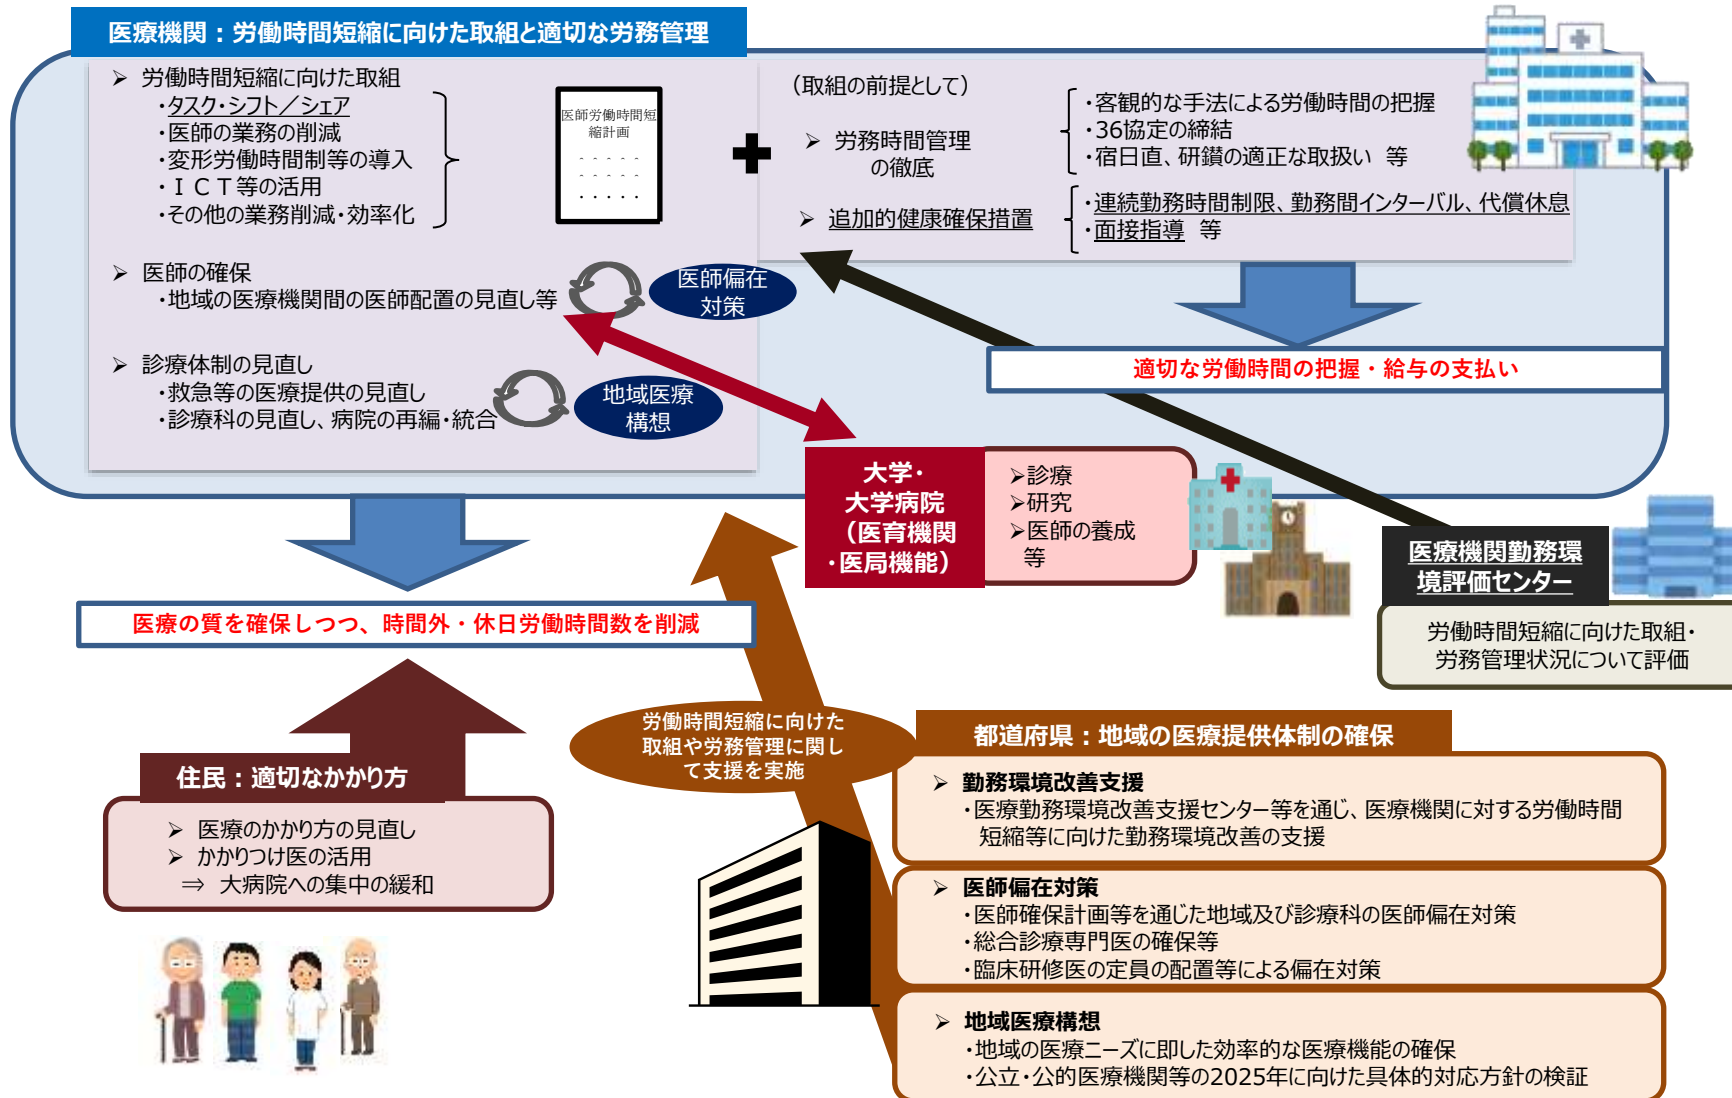 医療機関：労働時間短縮に向けた取組と適切な労務管理
➢ 労働時間短縮に向けた取組
・タスク・シフト／シェア
・医師の業務の削減
・変形労働時間制等の導入
・ＩＣＴ等の活用
・その他の業務削減・効率化
医師労働時間短
縮計画
（取組の前提として）
➢ 労務時間管理
の徹底
・客観的な手法による労働時間の把握
・36協定の締結
・宿日直、研鑚の適正な取扱い 等
➢ 追加的健康確保措置
・連続勤務時間制限、勤務間インターバル、代償休息
・面接指導 等
➢ 医師の確保
・地域の医療機関間の医師配置の見直し等
医師偏在
対策
➢ 診療体制の見直し
・救急等の医療提供の見直し
・診療科の見直し、病院の再編・統合
地域医療
構想
適切な労働時間の把握・給与の支払い
大学・
大学病院
（医育機関
・医局機能）
➢診療
➢研究
➢医師の養成
等
医療機関勤務環
境評価センター
労働時間短縮に向けた取組・
労務管理状況について評価
医療の質を確保しつつ、時間外・休日労働時間数を削減
労働時間短縮に向けた
取組や労務管理に関し
て支援を実施
住民：適切なかかり方
➢ 医療のかかり方の見直し
➢ かかりつけ医の活用
⇒ 大病院への集中の緩和
都道府県：地域の医療提供体制の確保
➢ 勤務環境改善支援
・医療勤務環境改善支援センター等を通じ、医療機関に対する労働時間
短縮等に向けた勤務環境改善の支援
➢ 医師偏在対策
・医師確保計画等を通じた地域及び診療科の医師偏在対策
・総合診療専門医の確保等
・臨床研修医の定員の配置等による偏在対策
➢ 地域医療構想
・地域の医療ニーズに即した効率的な医療機能の確保
・公立・公的医療機関等の2025年に向けた具体的対応方針の検証